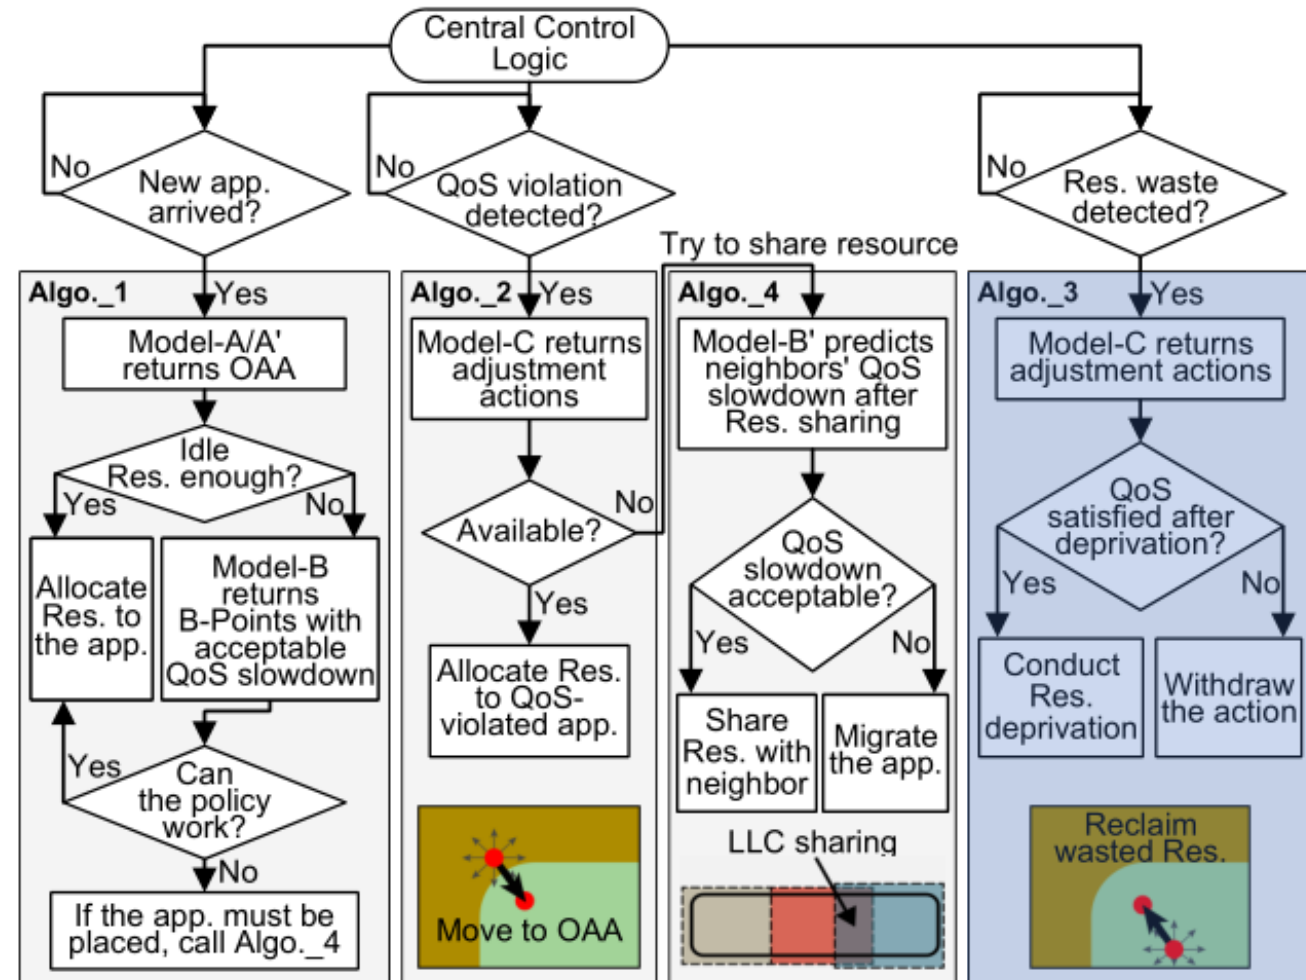 Central Control
Logic
No
New app.
arrived?
No
QoS violation
detected?
No
Res. waste
detected?
Try to share resource
Algo._1
Yes
Model-A/A'
returns OAA
Idle
Res. enough?
Yes
No
Allocate
Res. to
the app.
Model-B
returns
B-Points with
acceptable
QoS slowdown
Yes
Can
the policy
work?
No
If the app. must be
placed, call Algo._4
Algo._2
Yes
Model-C returns
adjustment
actions
Available?
No
Yes
Allocate Res.
to QoS-
violated app.
Move to OAA
Algo._4
Model-B' predicts
neighbors' QoS
slowdown after
Res. sharing
QoS
slowdown
acceptable?
Yes
No
Share
Res. with
neighbor
Migrate
the app.
LLC sharing
Algo._3
Yes
Model-C returns
adjustment actions
QoS
satisfied after
deprivation?
Yes
No
Conduct
Res.
deprivation
Withdraw
the action
Reclaim
wasted Res.